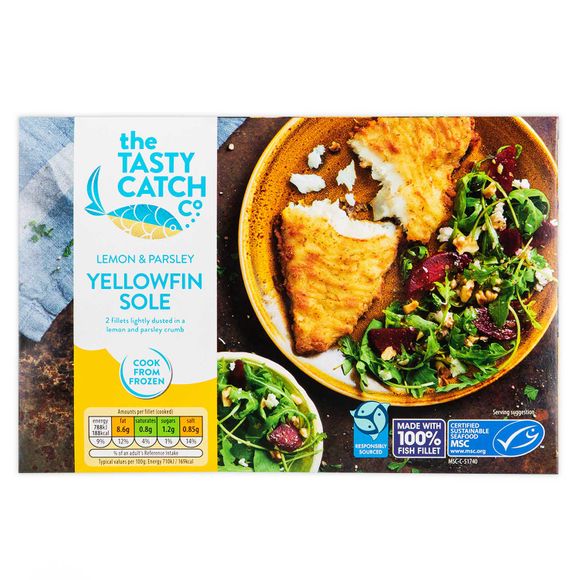 the
TASTY
CATCH
Co
LEMON & PARSLEY
YELLOWFIN
SOLE
2 fillets lightly dusted in a
lemon and parsley crumb
COOK
FROM
FROZEN
Amounts per fillet (cooked)
energy
788kJ
188kcal
9%
fat
8.6g
12%
saturates
0.8g
4%
sugars
1.2g
1%
salt
0.85g
14%
% of an adult's Reference Intake
Typical values per 100g: Energy 710kJ / 169kcal
Serving suggestion
RESPONSIBLY
SOURCED
MADE WITH
100%
FISH FILLET
CERTIFIED
SUSTAINABLE
SEAFOOD
MSC
www.msc.org
MSC-C-51740